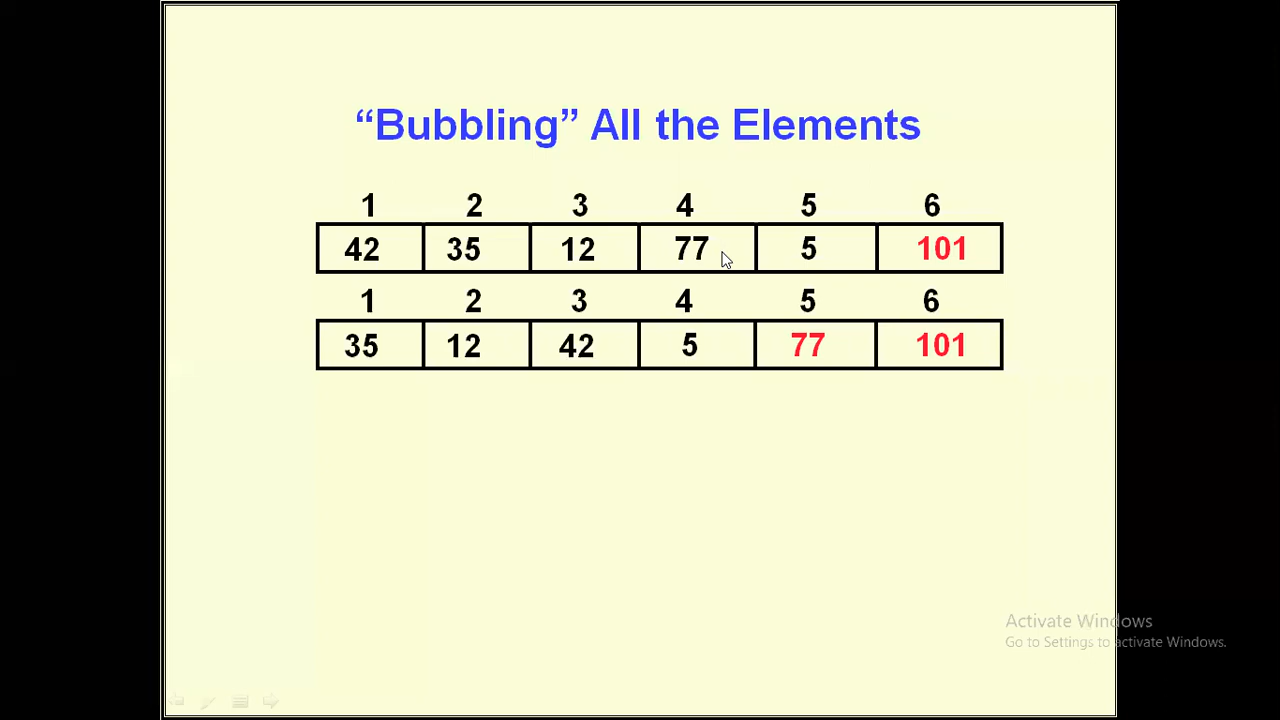 “Bubbling” All the Elements
1 2 3 4 5 6
42 35 12 77 5 101
1 2 3 4 5 6
35 12 42 5 77 101
Activate Windows
Go to Settings to activate Windows.